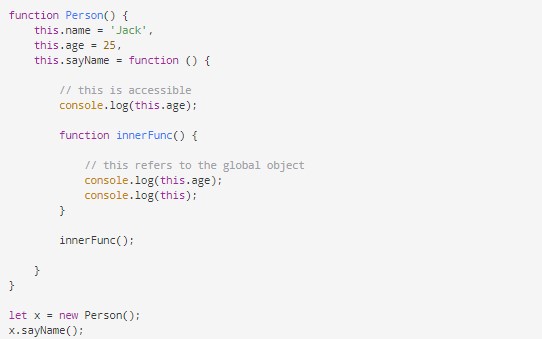 function Person() {
    this.name = 'Jack',
    this.age = 25,
    this.sayName = function () {

        // this is accessible
        console.log(this.age);

        function innerFunc() {

            // this refers to the global object
            console.log(this.age);
            console.log(this);
        }

        innerFunc();

    }
}

let x = new Person();
x.sayName();